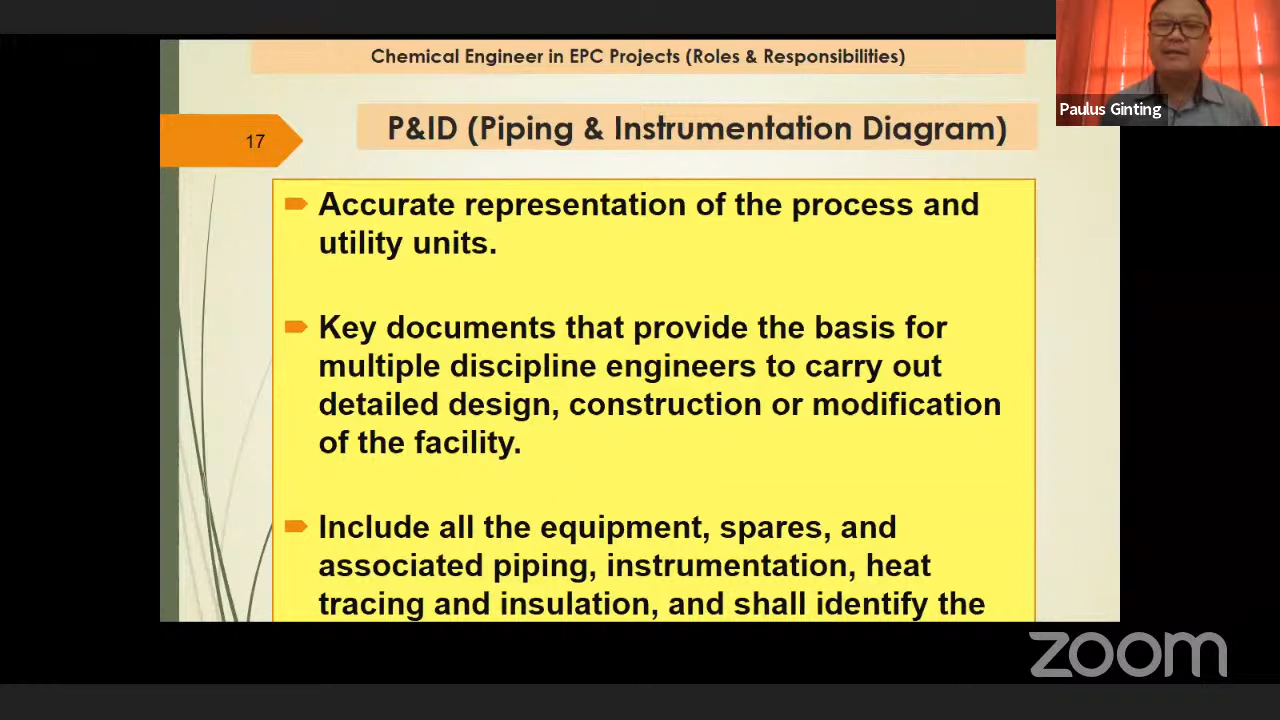 Chemical Engineer in EPC Projects (Roles & Responsibilities)
Paulus Ginting
17
P&ID (Piping & Instrumentation Diagram)
Accurate representation of the process and
utility units.
Key documents that provide the basis for
multiple discipline engineers to carry out
detailed design, construction or modification
of the facility.
Include all the equipment, spares, and
associated piping, instrumentation, heat
tracing and insulation, and shall identify the
zoom